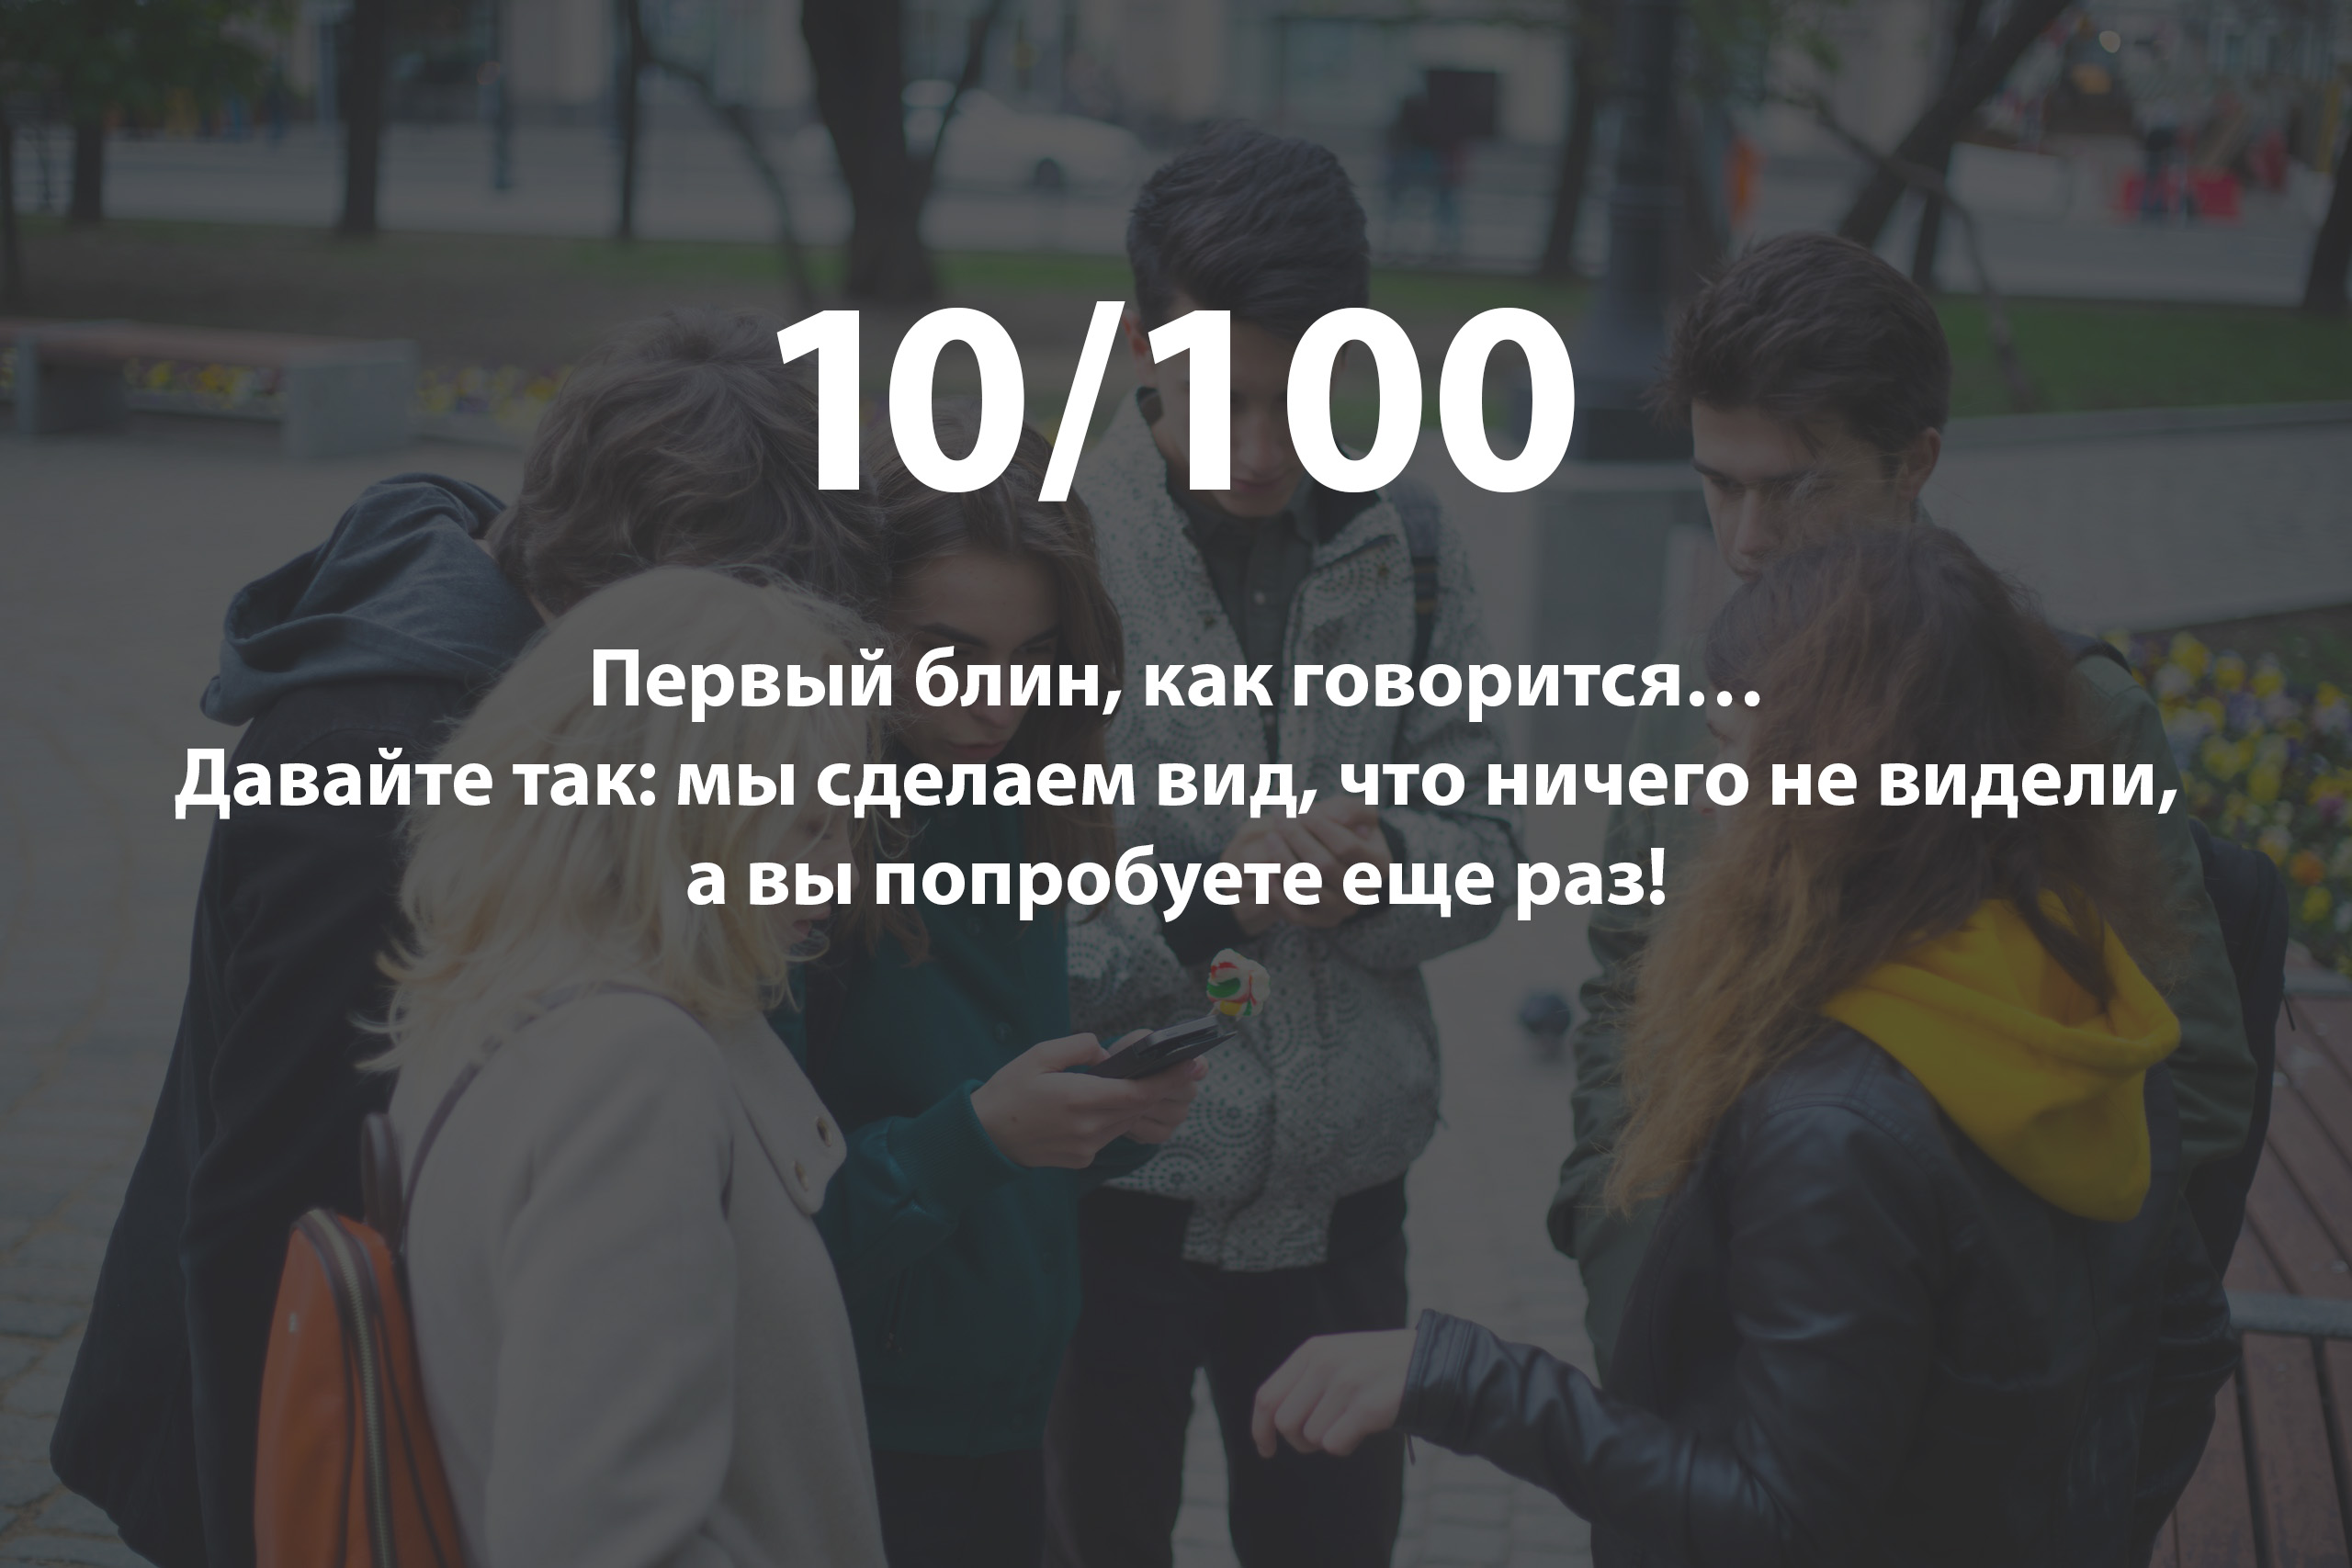 10/100
Первый блин, как говорится…
Давайте так: мы сделаем вид, что ничего не видели,
а вы попробуете еще раз!